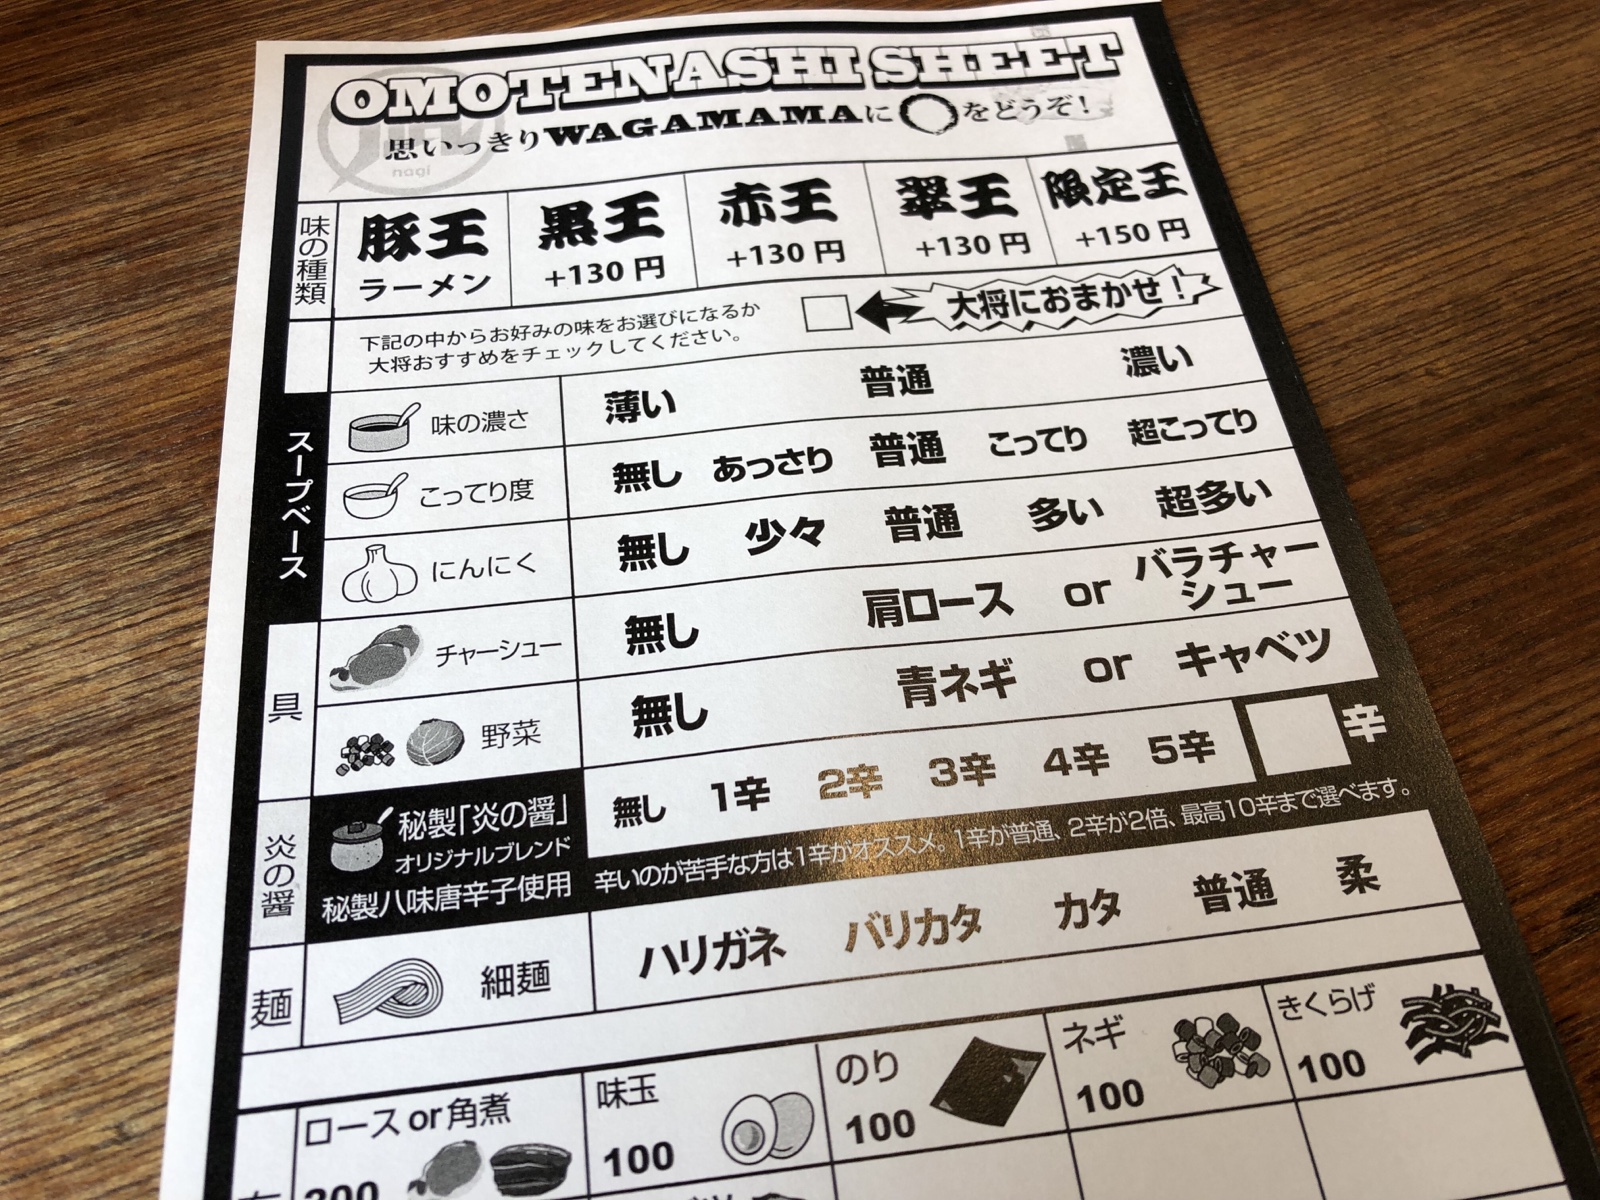 OMOTENASHI SHEET
思いっきりWAGAMAMAに◯をどうぞ!
nagi
味の種類
豚王
ラーメン
黒王
+130 円
赤王
+130 円
翠王
+130 円
限定王
+150 円
下記の中からお好みの味をお選びになるか
大将おすすめをチェックしてください。
大将におまかせ!
スープベース
味の濃さ
薄い 普通 濃い
こってり度
無し あっさり 普通 こってり 超こってり
にんにく
無し 少々 普通 多い 超多い
具
チャーシュー
無し 肩ロース or バラチャーシュー
野菜
無し 青ネギ or キャベツ
炎の醤
秘製「炎の醤」
オリジナルブレンド
秘製八味唐辛子使用
無し 1辛 2辛 3辛 4辛 5辛 辛
辛いのが苦手な方は1辛がオススメ。1辛が普通、2辛が2倍、最高10辛まで選べます。
麺
細麺
ハリガネ バリカタ カタ 普通 柔
ロース or 角煮
味玉
100
のり
100
ネギ
100
きくらげ
100